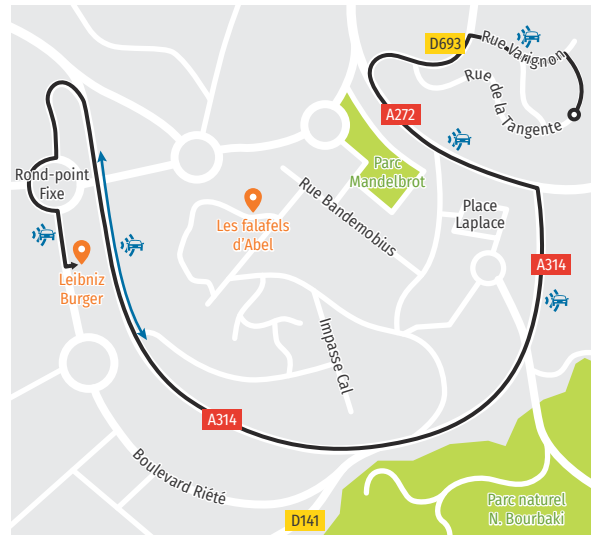 D693
Rue Varignon
Rue de la Tangente
A272
Parc
Mandelbrot
Rond-point
Fixe
Rue Bandemobius
Place
Laplace
Les falafels
d'Abel
A314
Leibniz
Burger
Impasse Cal
A314
Boulevard Riété
Parc naturel
N. Bourbaki
D141